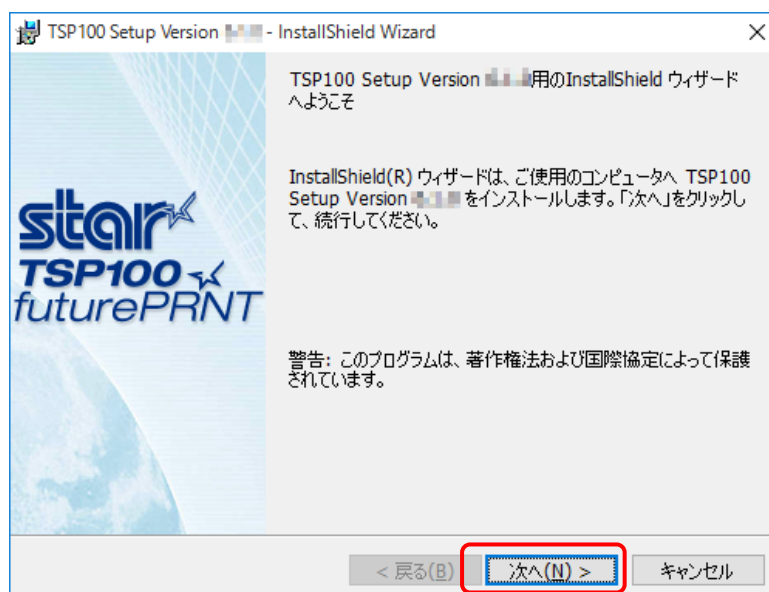 TSP100 Setup Version - InstallShield Wizard
TSP100 Setup Version 用のInstallShield ウィザード
へようこそ
InstallShield(R) ウィザードは、ご使用のコンピュータへ TSP100
Setup Version をインストールします。「次へ」をクリックし
て、続行してください。
star
TSP100
futurePRNT
警告: このプログラムは、著作権法および国際協定によって保護
されています。
< 戻る(B)
次へ(N) >
キャンセル